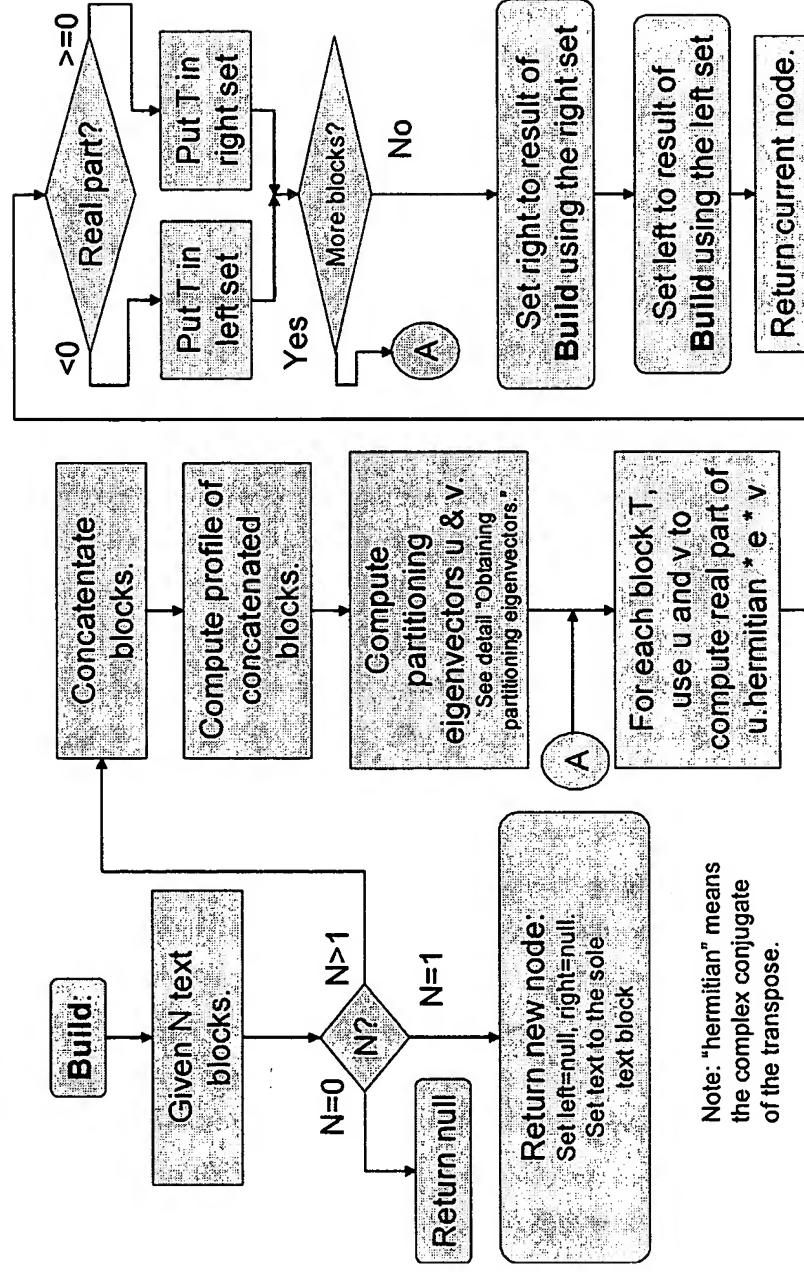 Build:
Given N text
blocks.
N?
N=0
N>1
N=1
Return null
Return new node:
Set left=null, right=null.
Set text to the sole
text block
Note: "hermitian" means
the complex conjugate
of the transpose.
Concatentate
blocks.
Compute profile of
concatenated
blocks.
Compute
partitioning
eigenvectors u & v.
"See detail "Obtaining
partitioning eigenvectors."
A
For each block T,
use u and v to
compute real part of
u.hermitian * e * v
Real part?
<0
>=0
Put T in
left set
Put T in
right set
More blocks?
Yes
No
A
Set right to result of
Build using the right set
Set left to result of
Build using the left set
Return current node.